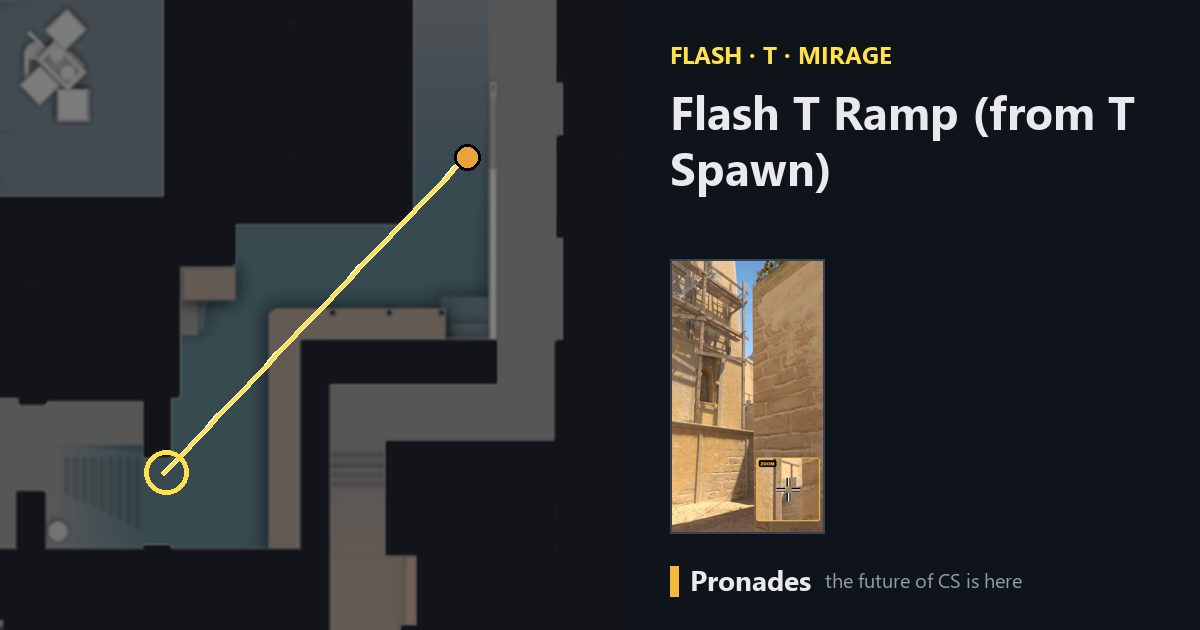 FLASH · T · MIRAGE
Flash T Ramp (from T
Spawn)
ZOOM
Pronades the future of CS is here